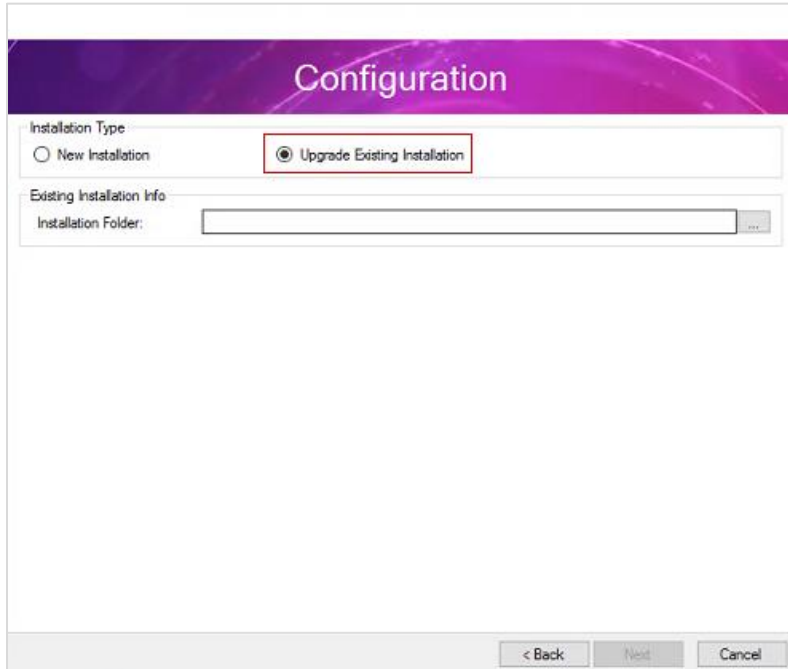 Configuration
Installation Type
New Installation
Upgrade Existing Installation
Existing Installation Info
Installation Folder:
...
< Back
Next
Cancel